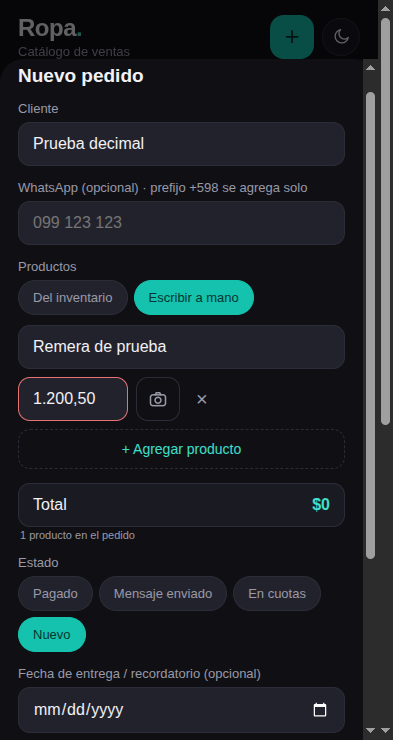 Ropa.
Catálogo de ventas
+
Nuevo pedido
Cliente
Prueba decimal
WhatsApp (opcional) · prefijo +598 se agrega solo
099 123 123
Productos
Del inventario
Escribir a mano
Remera de prueba
1.200,50
×
+ Agregar producto
Total
$0
1 producto en el pedido
Estado
Pagado
Mensaje enviado
En cuotas
Nuevo
Fecha de entrega / recordatorio (opcional)
mm/dd/yyyy